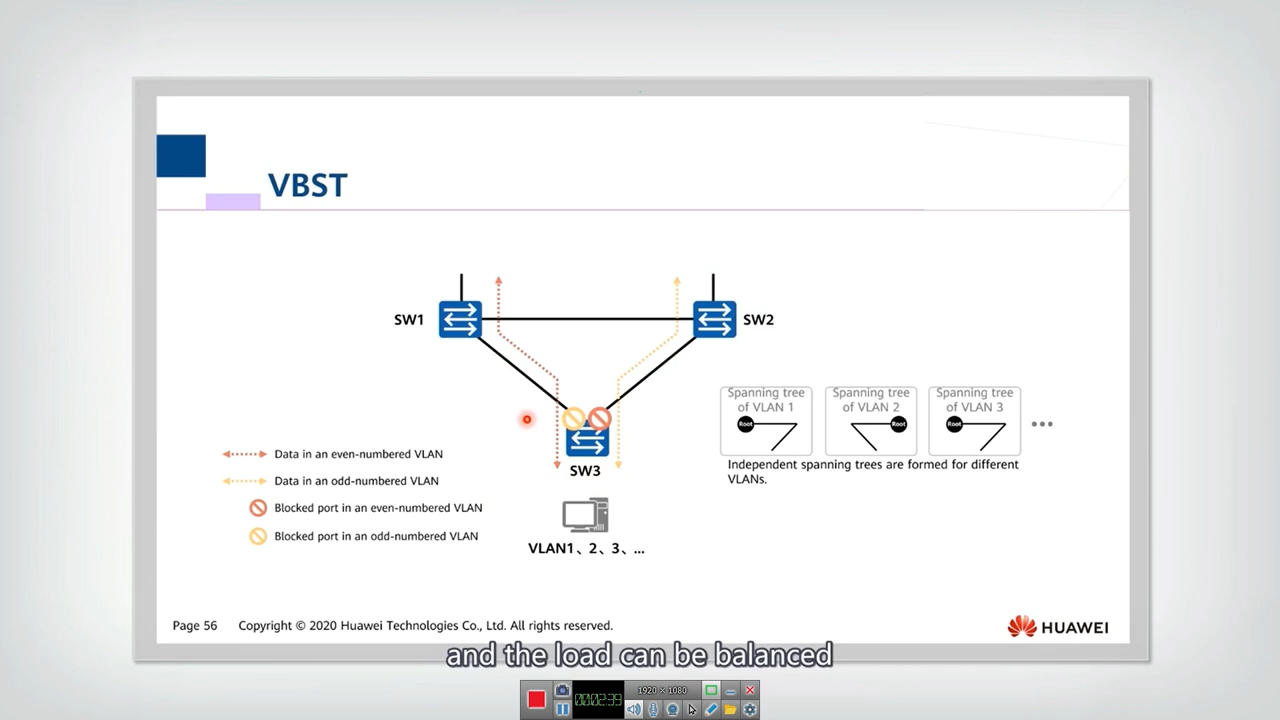 VBST
SW1
SW2
SW3
Spanning tree
of VLAN 1
Root
Spanning tree
of VLAN 2
Root
Spanning tree
of VLAN 3
Root
Independent spanning trees are formed for different
VLANs.
Data in an even-numbered VLAN
Data in an odd-numbered VLAN
Blocked port in an even-numbered VLAN
Blocked port in an odd-numbered VLAN
VLAN1、2、3、...
Page 56
Copyright © 2020 Huawei Technologies Co., Ltd. All rights reserved.
HUAWEI
and the load can be balanced
00:02:39
1920 × 1080